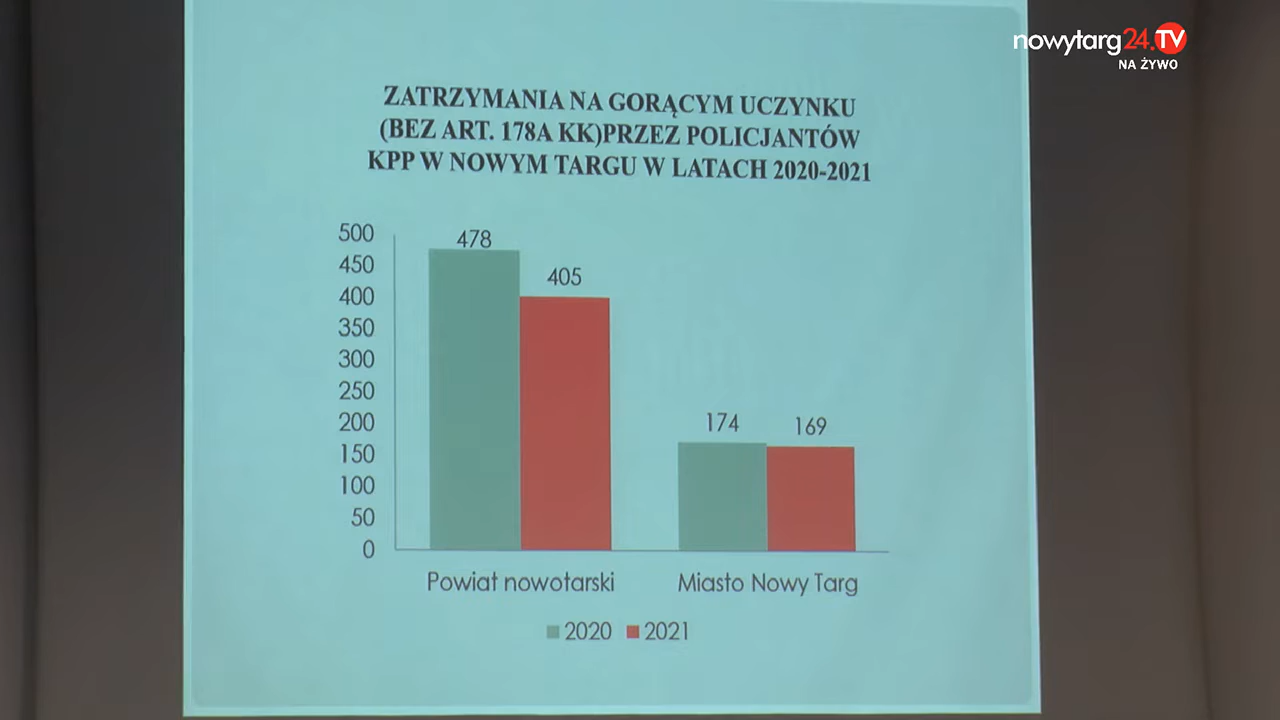 nowytarg24.TV
NA ŻYWO
ZATRZYMANIA NA GORĄCYM UCZYNKU
(BEZ ART. 178A KK)PRZEZ POLICJANTÓW
KPP W NOWYM TARGU W LATACH 2020-2021
500
450
400
350
300
250
200
150
100
50
0
478
405
174
169
Powiat nowotarski
Miasto Nowy Targ
2020
2021